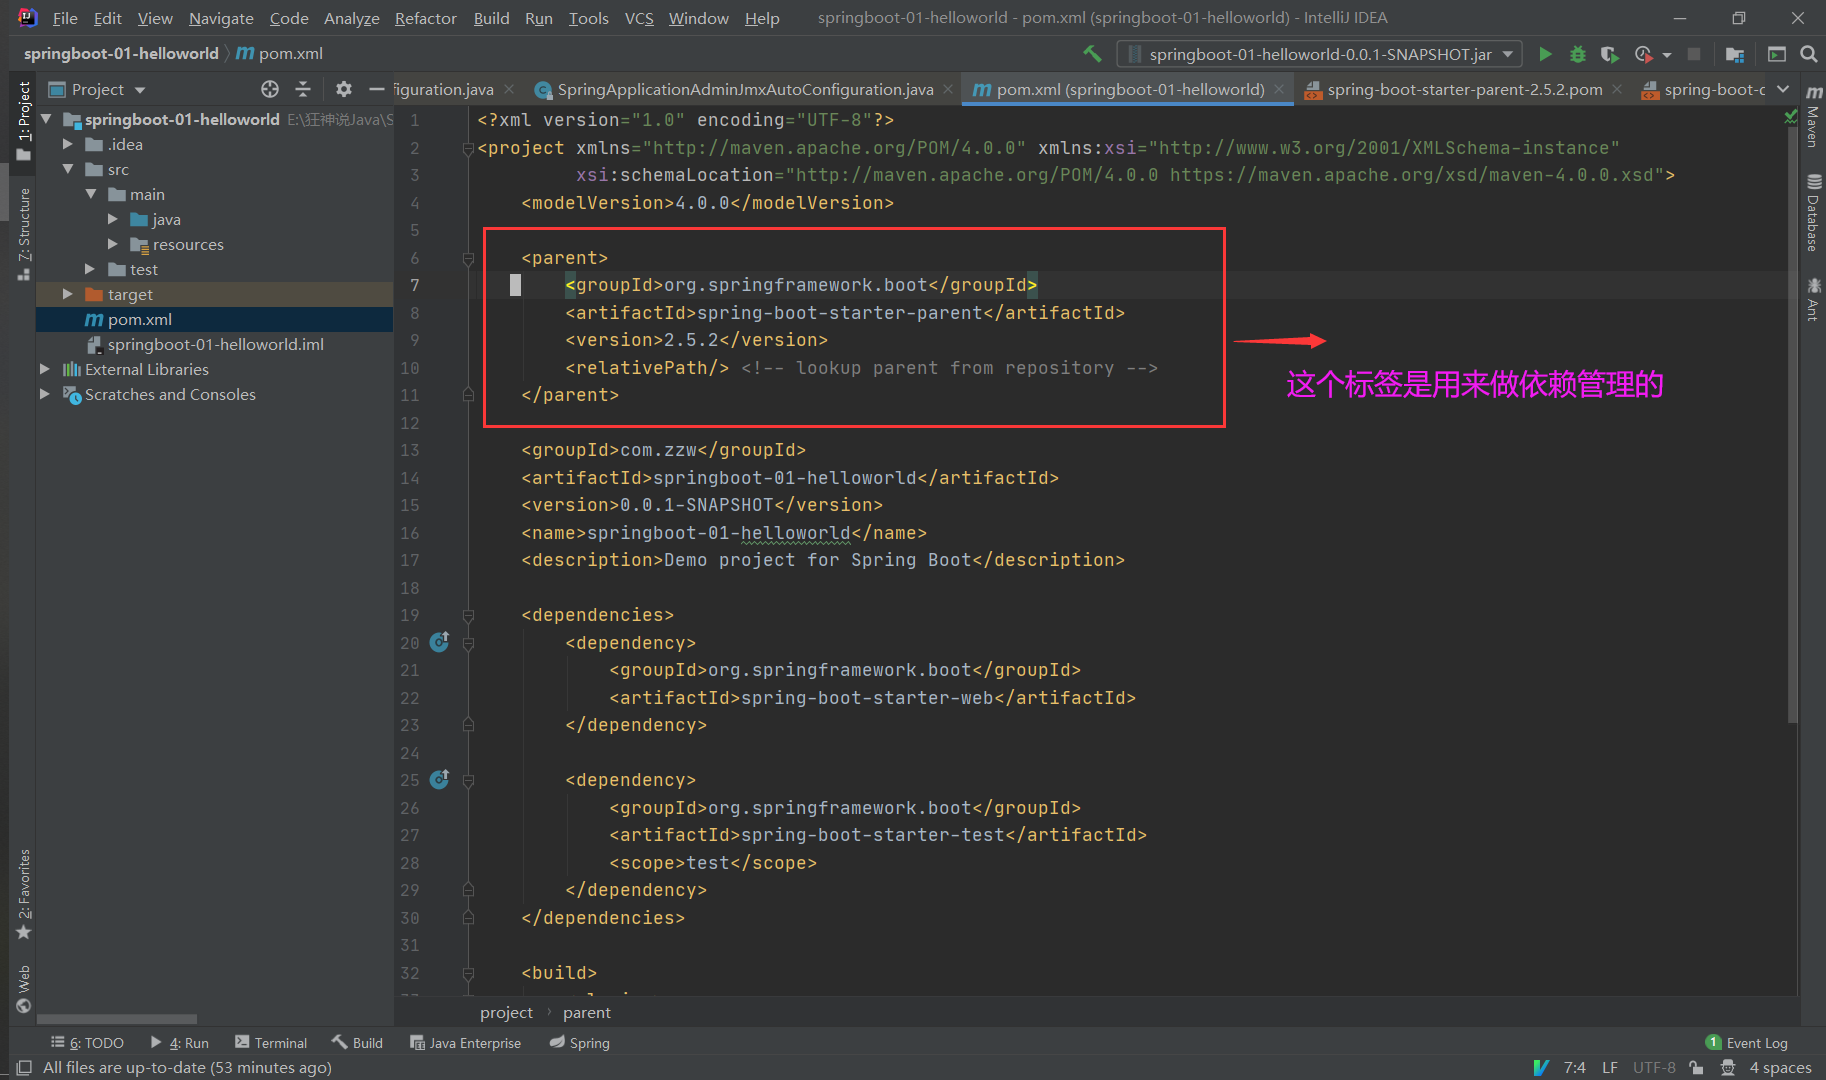 File Edit View Navigate Code Analyze Refactor Build Run Tools VCS Window Help springboot-01-helloworld - pom.xml (springboot-01-helloworld) - IntelliJ IDEA
springboot-01-helloworld pom.xml springboot-01-helloworld-0.0.1-SNAPSHOT.jar
Project figuration.java SpringApplicationAdminJmxAutoConfiguration.java pom.xml (springboot-01-helloworld) spring-boot-starter-parent-2.5.2.pom spring-boot-c
1: Project
Z: Structure
2: Favorites
Web
springboot-01-helloworld E:\狂神说Java\S
.idea
src
main
java
resources
test
target
pom.xml
springboot-01-helloworld.iml
External Libraries
Scratches and Consoles
1 <?xml version="1.0" encoding="UTF-8"?>
2 <project xmlns="http://maven.apache.org/POM/4.0.0" xmlns:xsi="http://www.w3.org/2001/XMLSchema-instance"
3 xsi:schemaLocation="http://maven.apache.org/POM/4.0.0 https://maven.apache.org/xsd/maven-4.0.0.xsd">
4 <modelVersion>4.0.0</modelVersion>
5
6 <parent>
7 <groupId>org.springframework.boot</groupId>
8 <artifactId>spring-boot-starter-parent</artifactId>
9 <version>2.5.2</version>
10 <relativePath/> <!-- lookup parent from repository -->
11 </parent>
12
13 <groupId>com.zzw</groupId>
14 <artifactId>springboot-01-helloworld</artifactId>
15 <version>0.0.1-SNAPSHOT</version>
16 <name>springboot-01-helloworld</name>
17 <description>Demo project for Spring Boot</description>
18
19 <dependencies>
20 <dependency>
21 <groupId>org.springframework.boot</groupId>
22 <artifactId>spring-boot-starter-web</artifactId>
23 </dependency>
24
25 <dependency>
26 <groupId>org.springframework.boot</groupId>
27 <artifactId>spring-boot-starter-test</artifactId>
28 <scope>test</scope>
29 </dependency>
30 </dependencies>
31
32 <build>
这个标签是用来做依赖管理的
Maven
Database
Ant
project parent
6: TODO 4: Run Terminal Build Java Enterprise Spring 1 Event Log
All files are up-to-date (53 minutes ago) 7:4 LF UTF-8 4 spaces